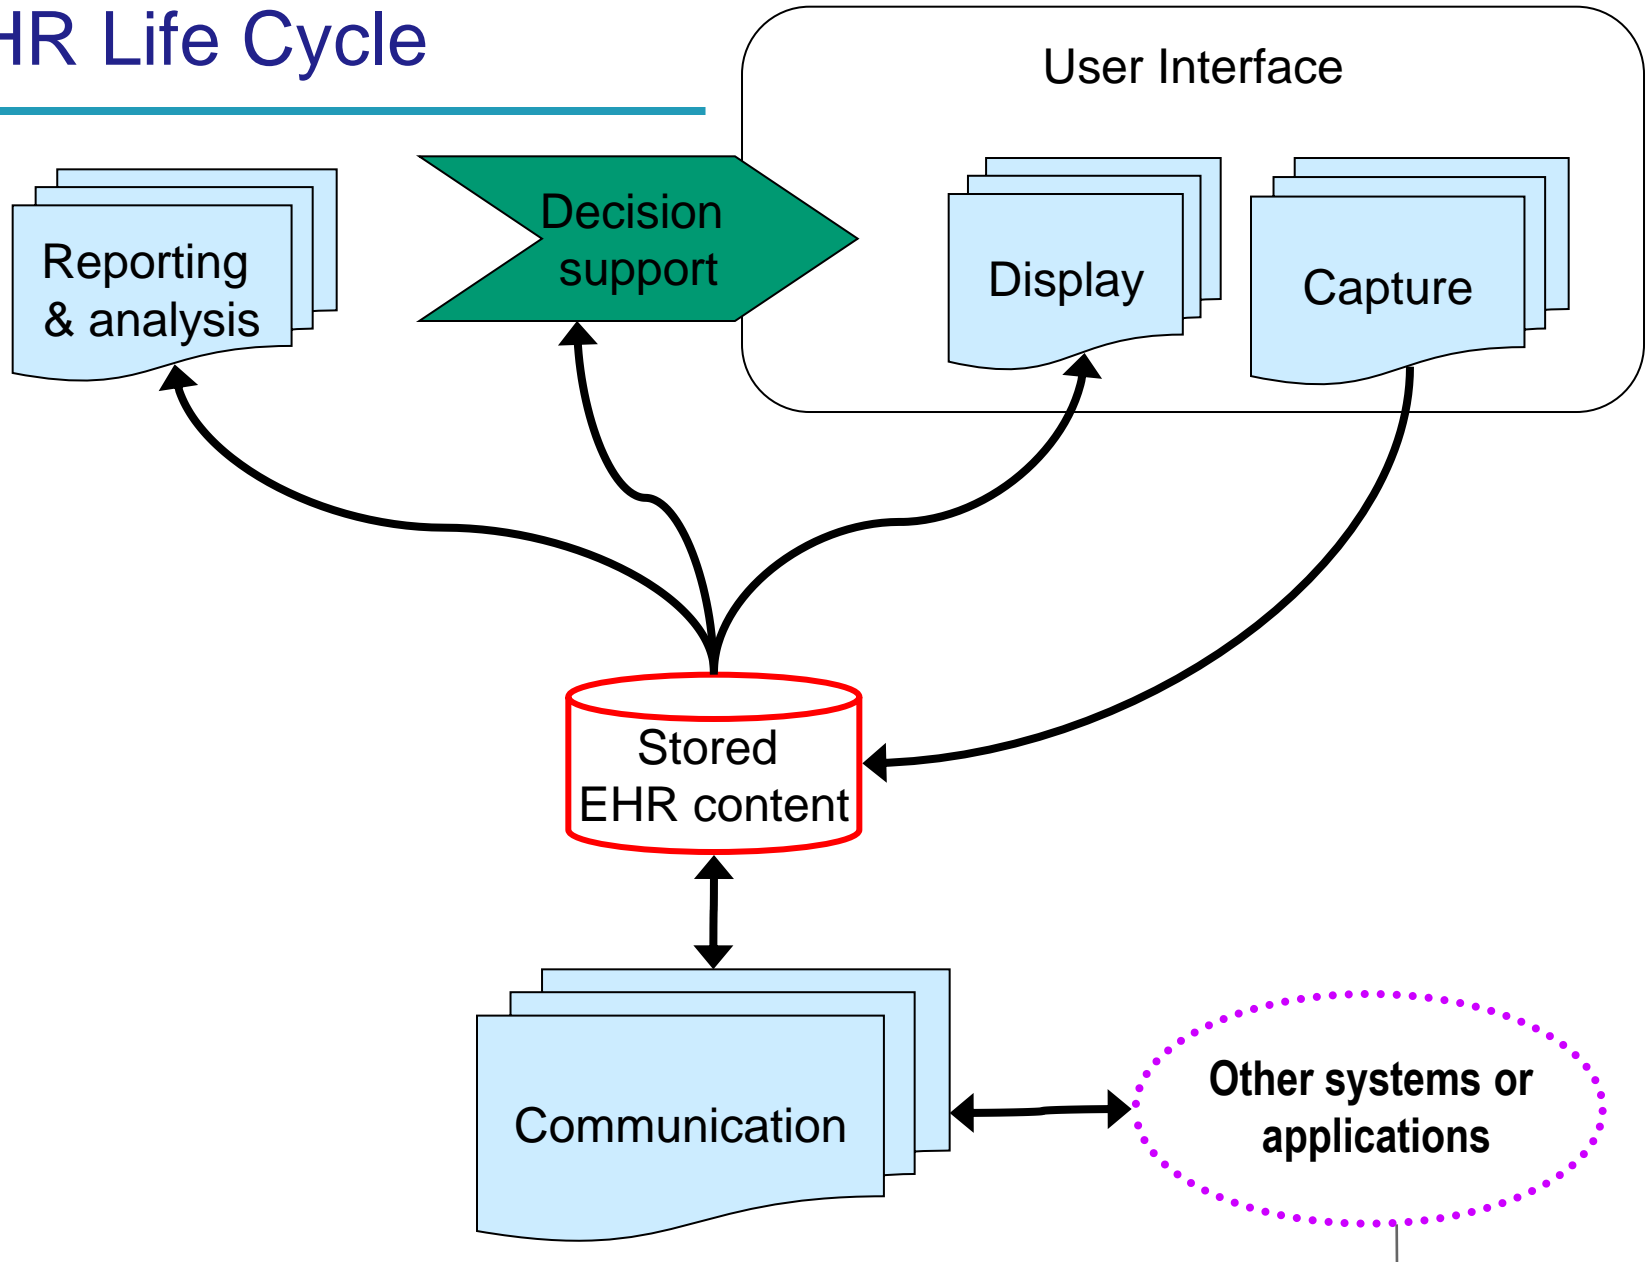 HR Life Cycle
User Interface
Reporting
& analysis
Decision
support
Display
Capture
Stored
EHR content
Communication
Other systems or
applications